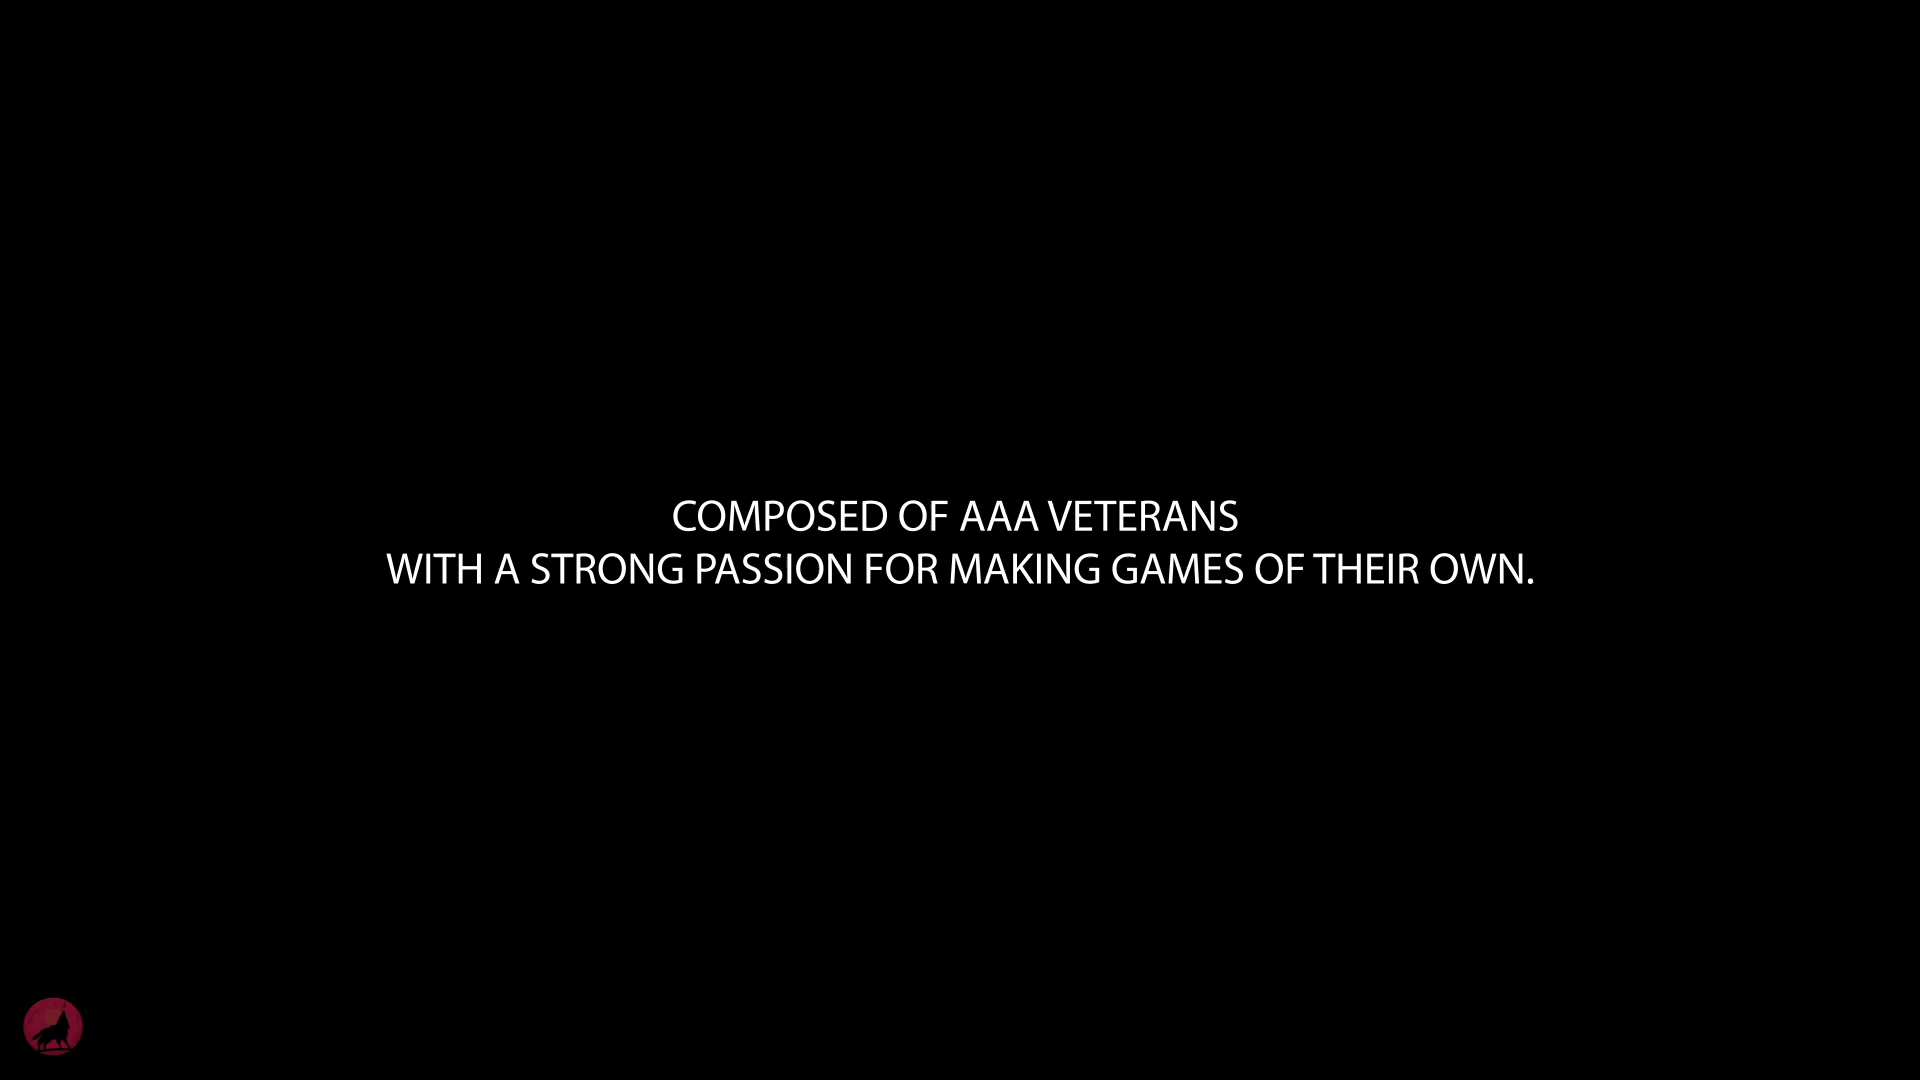 COMPOSED OF AAA VETERANS
WITH A STRONG PASSION FOR MAKING GAMES OF THEIR OWN.